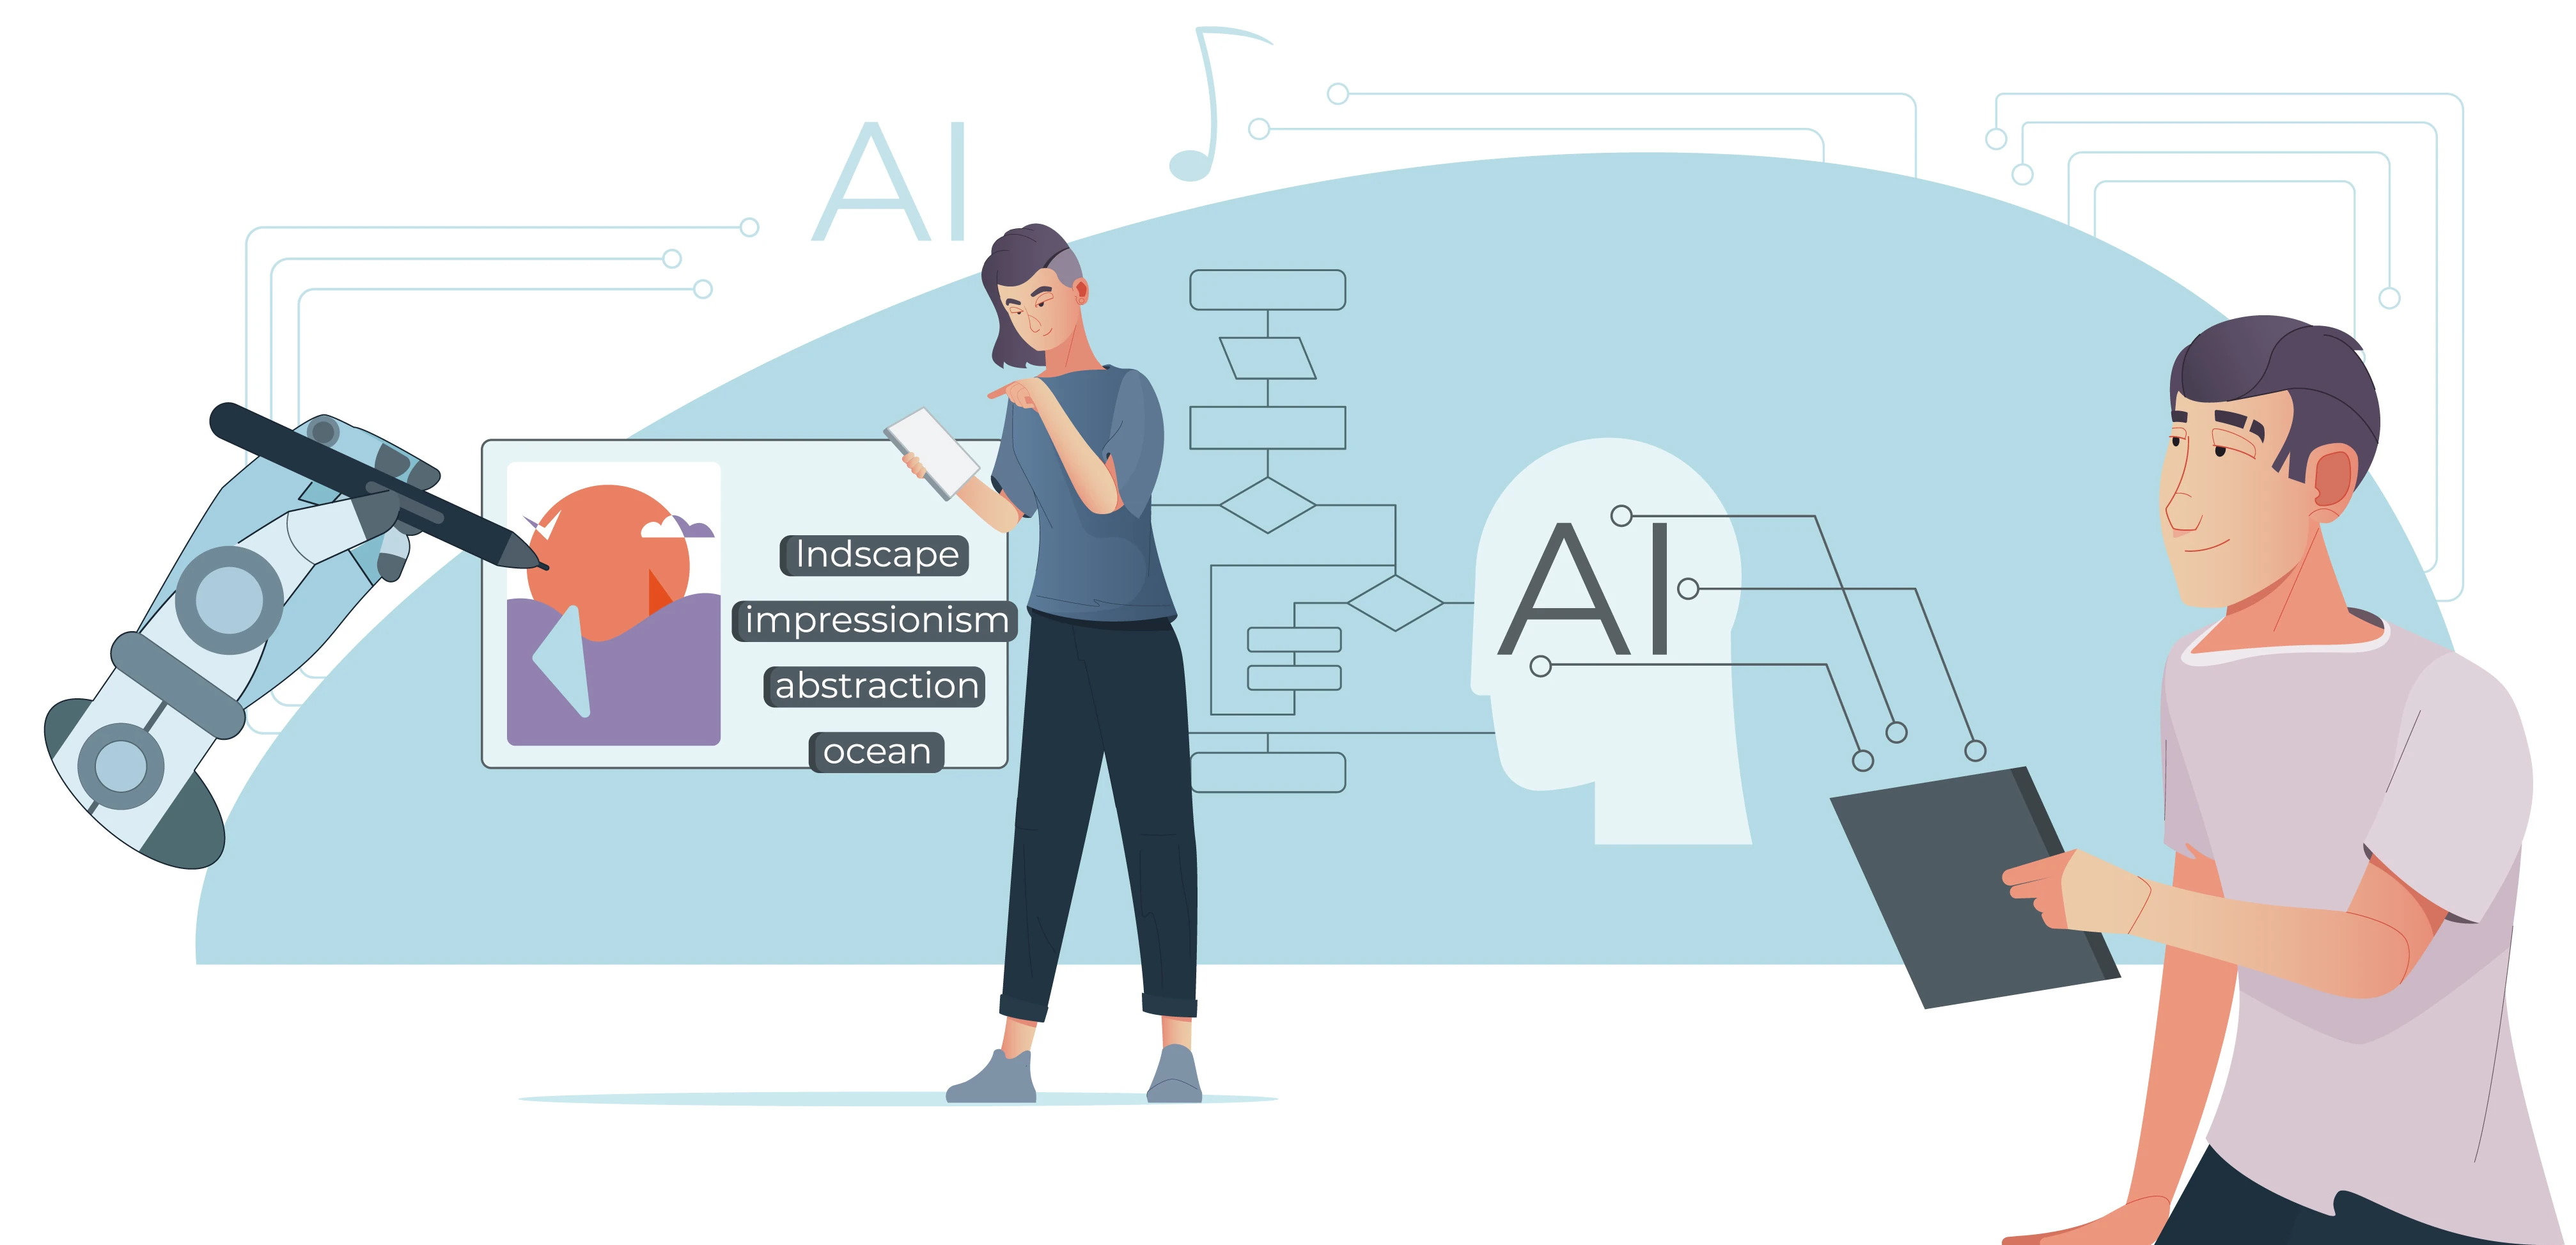 AI
lndscape
impressionism
abstraction
ocean
AI